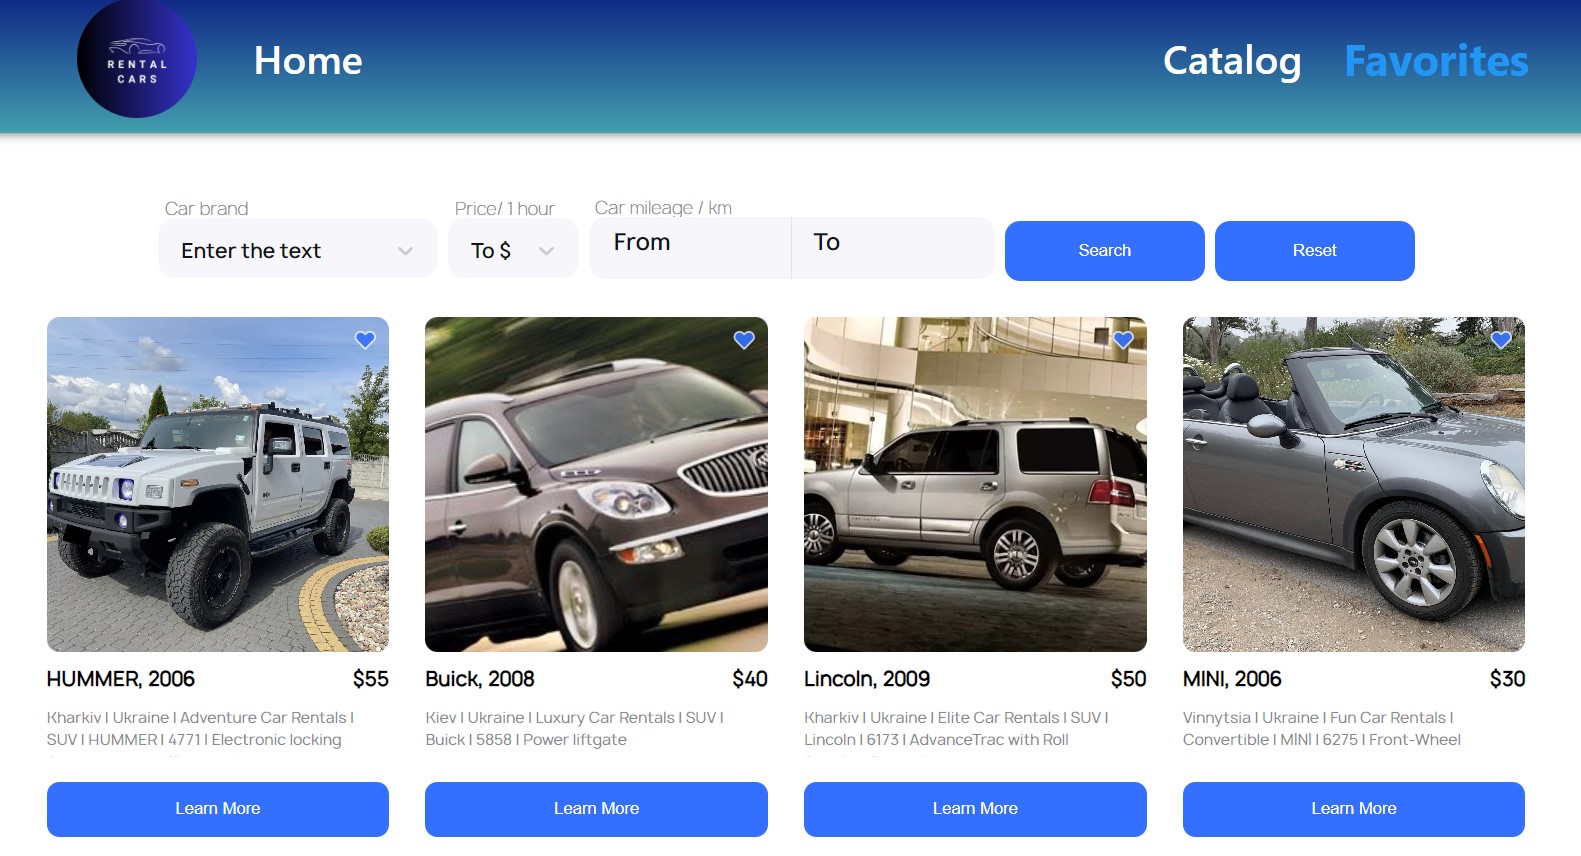 RENTAL
CARS
Home
Catalog
Favorites
Car brand
Price/ 1 hour
Car mileage / km
Enter the text
To $
From
To
Search
Reset
HUMMER, 2006
$55
Buick, 2008
$40
Lincoln, 2009
$50
MINI, 2006
$30
Kharkiv | Ukraine | Adventure Car Rentals |
SUV | HUMMER | 4771 | Electronic locking
Kiev | Ukraine | Luxury Car Rentals | SUV |
Buick | 5858 | Power liftgate
Kharkiv | Ukraine | Elite Car Rentals | SUV |
Lincoln | 6173 | AdvanceTrac with Roll
Vinnytsia | Ukraine | Fun Car Rentals |
Convertible | MINI | 6275 | Front-Wheel
Learn More
Learn More
Learn More
Learn More